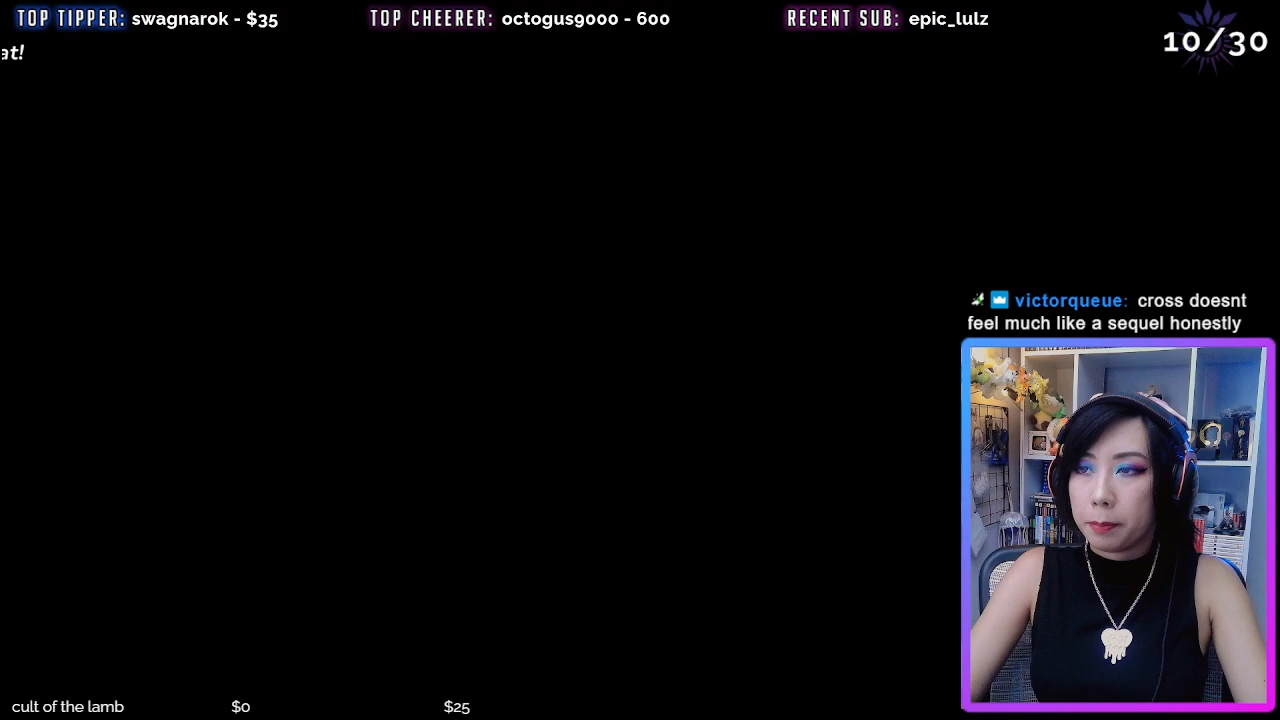 TOP TIPPER: swagnarok - $35
TOP CHEERER: octogus9000 - 600
RECENT SUB: epic_lulz
10/30
at!
victorqueue: cross doesnt
feel much like a sequel honestly
cult of the lamb $0 $25